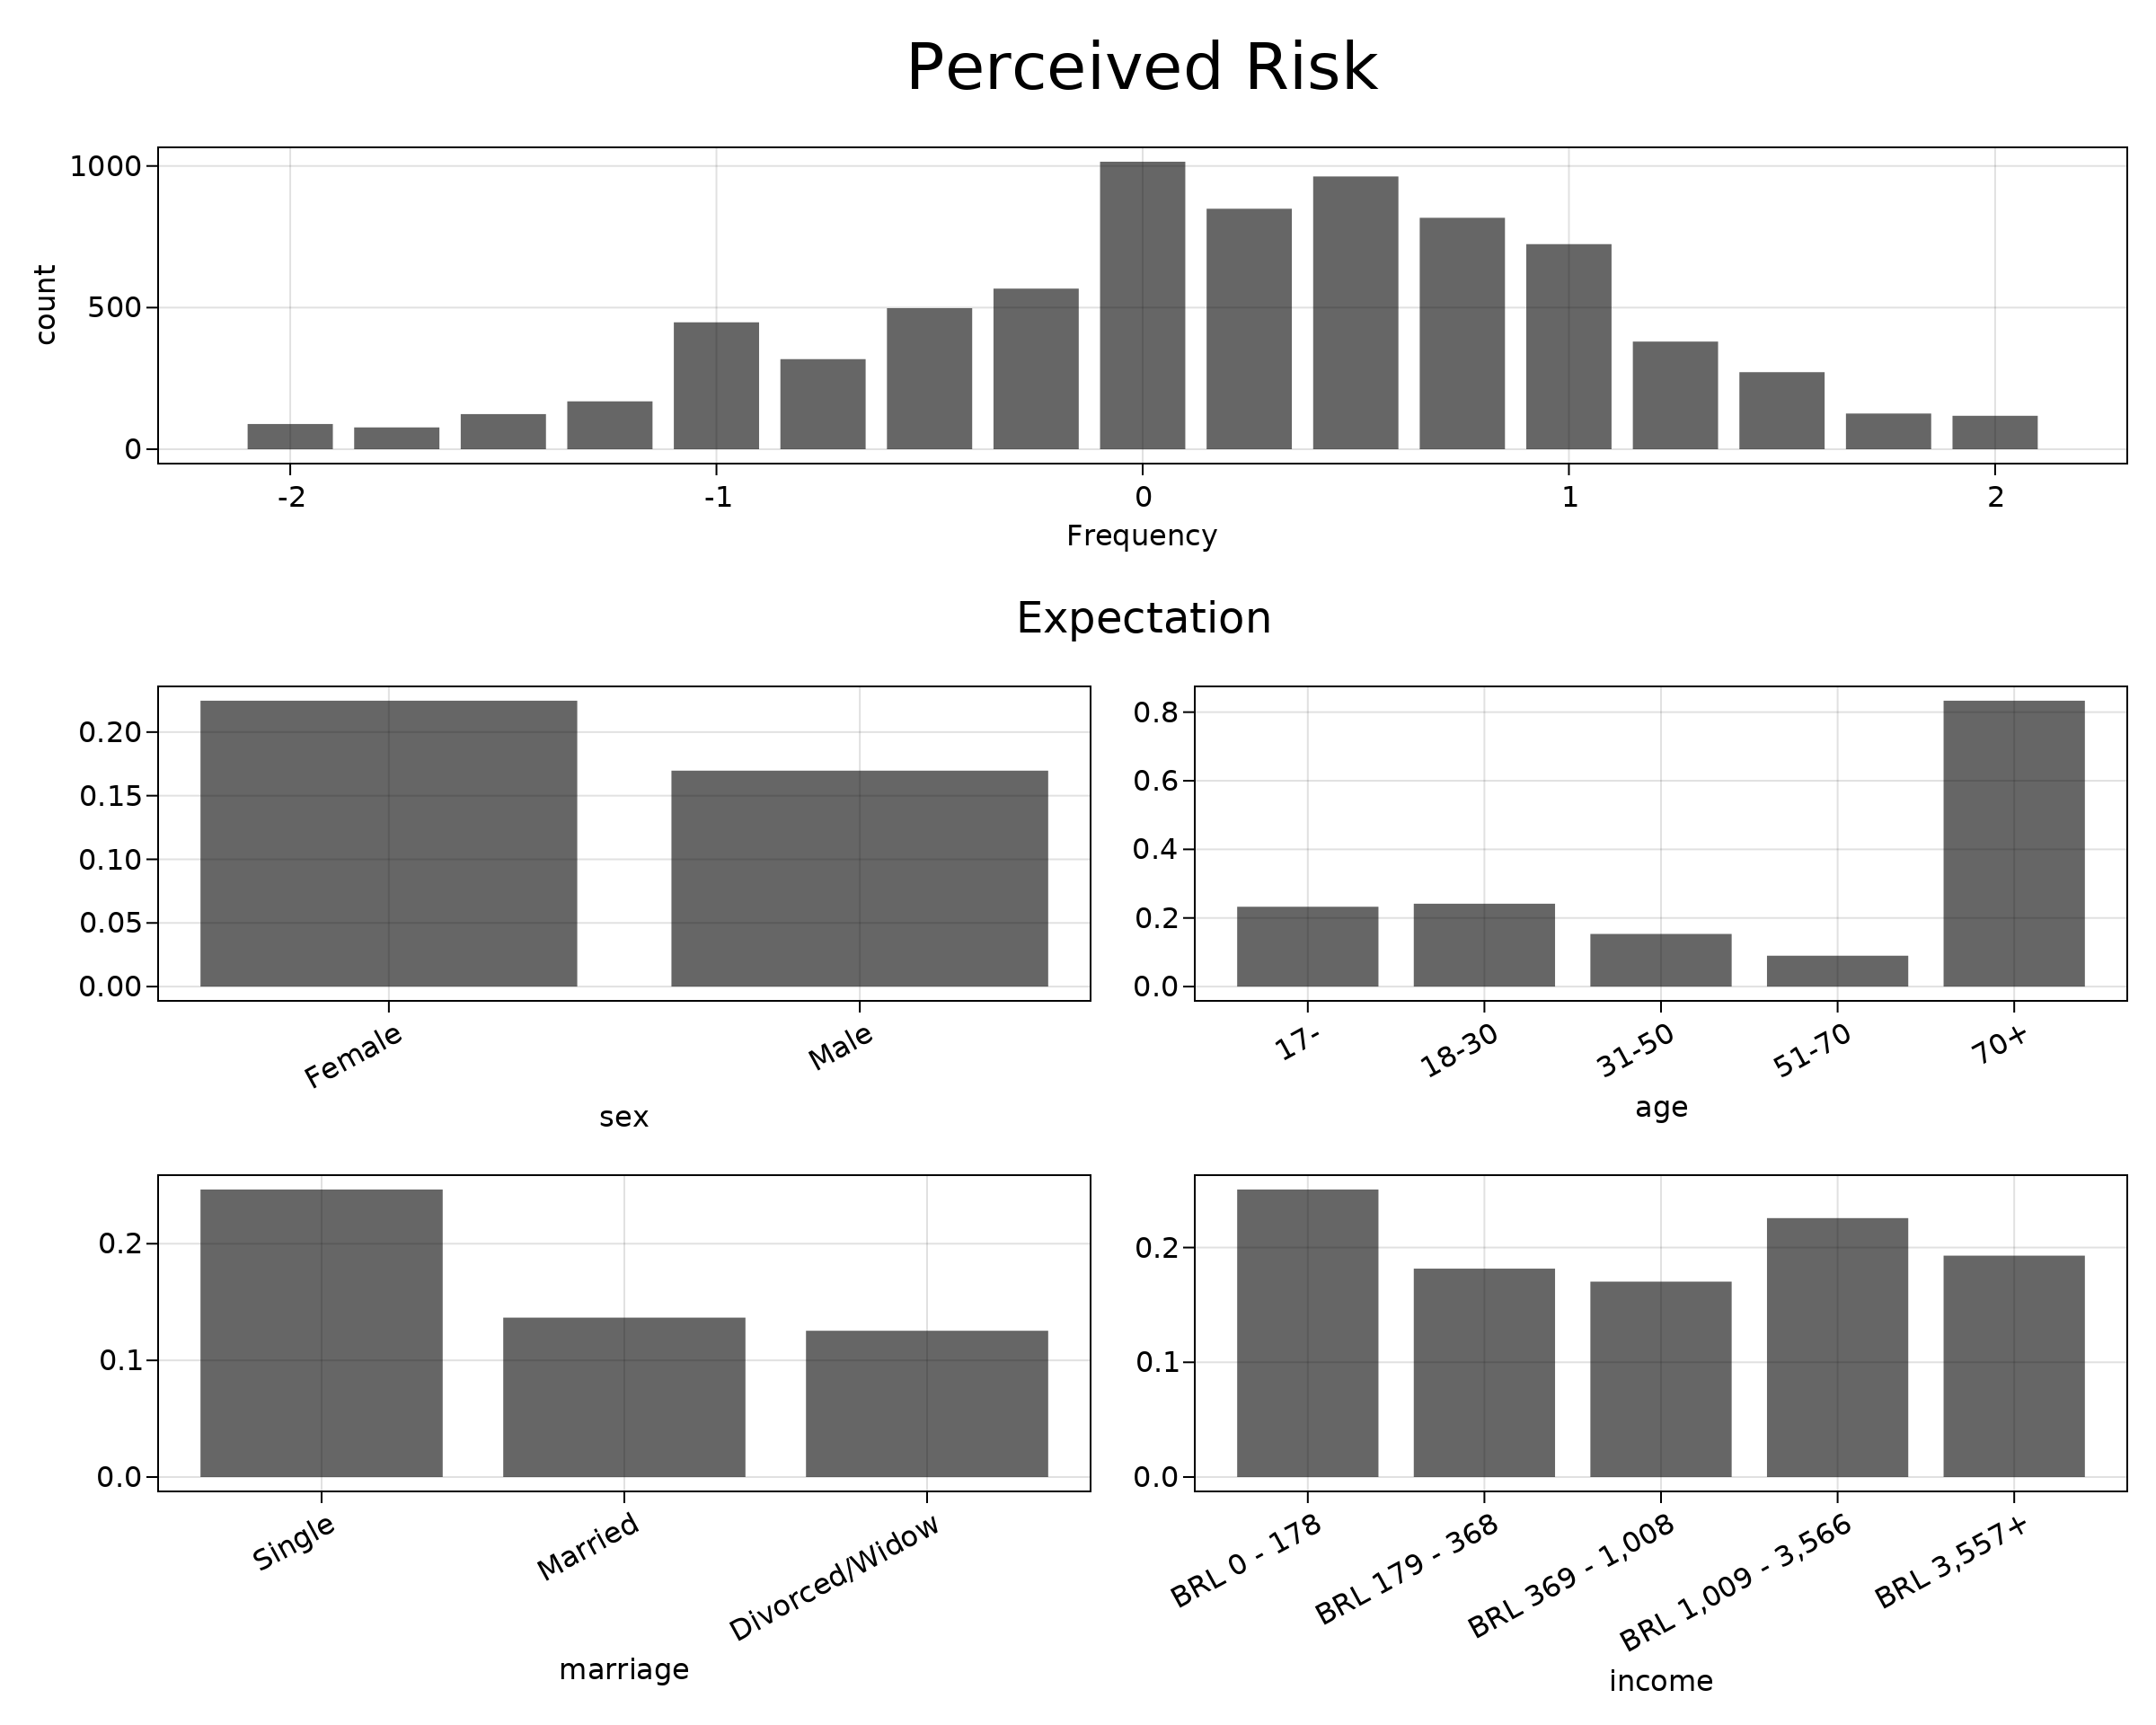 Perceived Risk
1000
500
0
count
-2 -1 0 1 2
Frequency
Expectation
0.20
0.15
0.10
0.05
0.00
Female Male
sex
0.8
0.6
0.4
0.2
0.0
17- 18-30 31-50 51-70 70+
age
0.2
0.1
0.0
Single Married Divorced/Widow
marriage
0.2
0.1
0.0
BRL 0 - 178 BRL 179 - 368 BRL 369 - 1,008 BRL 1,009 - 3,566 BRL 3,557+
income